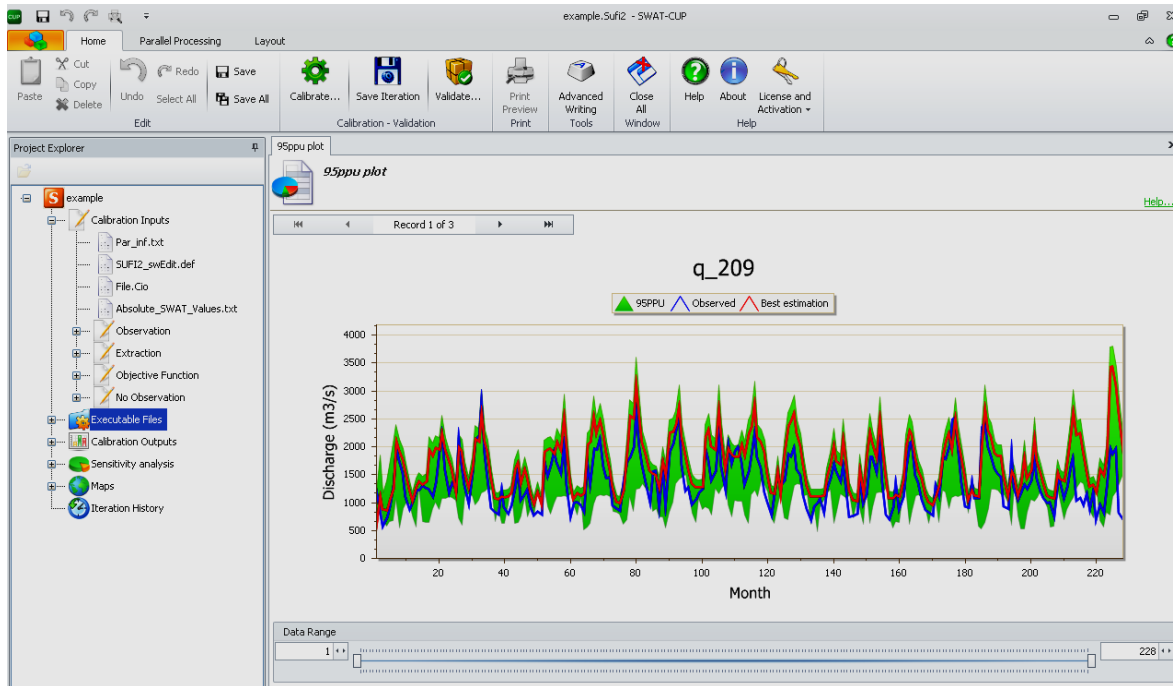 CUP
example.Sufi2 - SWAT-CUP
Home Parallel Processing Layout
Paste
Cut
Copy
Delete
Undo
Redo
Select All
Save
Save All
Calibrate...
Save Iteration
Validate...
Print
Preview
Advanced
Writing
Close
All
Help
About
License and
Activation
Edit
Calibration - Validation
Print
Tools
Window
Help
Project Explorer
example
Calibration Inputs
Par_inf.txt
SUFI2_swEdit.def
File.Cio
Absolute_SWAT_Values.txt
Observation
Extraction
Objective Function
No Observation
Executable Files
Calibration Outputs
Sensitivity analysis
Maps
Iteration History
95ppu plot
95ppu plot
Help...
Record 1 of 3
q_209
95PPU Observed Best estimation
Discharge (m3/s)
4000
3500
3000
2500
2000
1500
1000
500
0
20 40 60 80 100 120 140 160 180 200 220
Month
Data Range
1
228